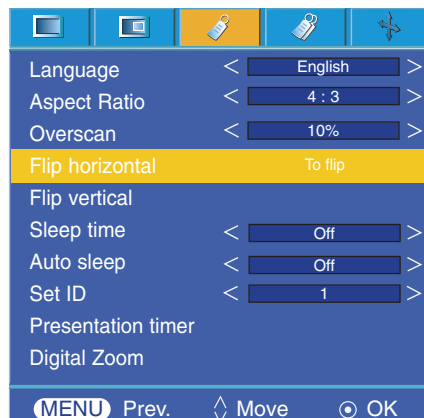 Language < English >
Aspect Ratio < 4 : 3 >
Overscan < 10% >
Flip horizontal To flip
Flip vertical
Sleep time < Off >
Auto sleep < Off >
Set ID < 1 >
Presentation timer
Digital Zoom
MENU Prev. Move OK